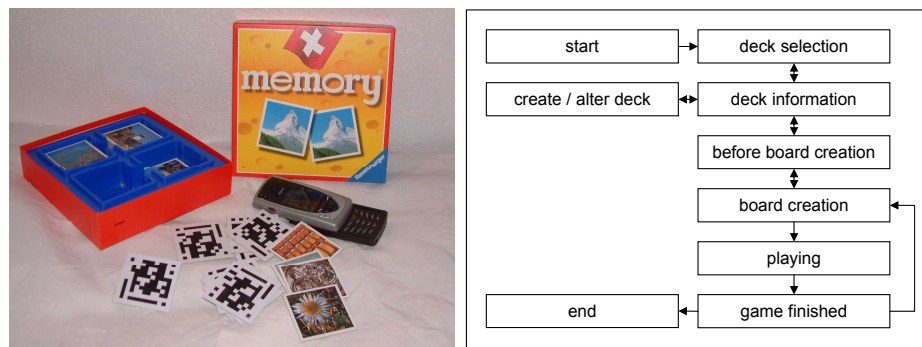 memory
Ravensburger
start
deck selection
create / alter deck
deck information
before board creation
board creation
playing
end
game finished